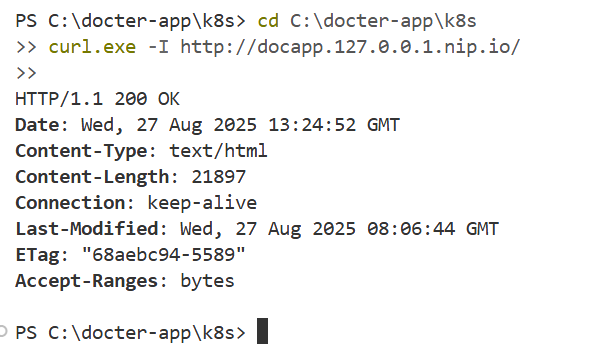 PS C:\docter-app\k8s> cd C:\docter-app\k8s
>> curl.exe -I http://docapp.127.0.0.1.nip.io/
>>
HTTP/1.1 200 OK
Date: Wed, 27 Aug 2025 13:24:52 GMT
Content-Type: text/html
Content-Length: 21897
Connection: keep-alive
Last-Modified: Wed, 27 Aug 2025 08:06:44 GMT
ETag: "68aebc94-5589"
Accept-Ranges: bytes
PS C:\docter-app\k8s>